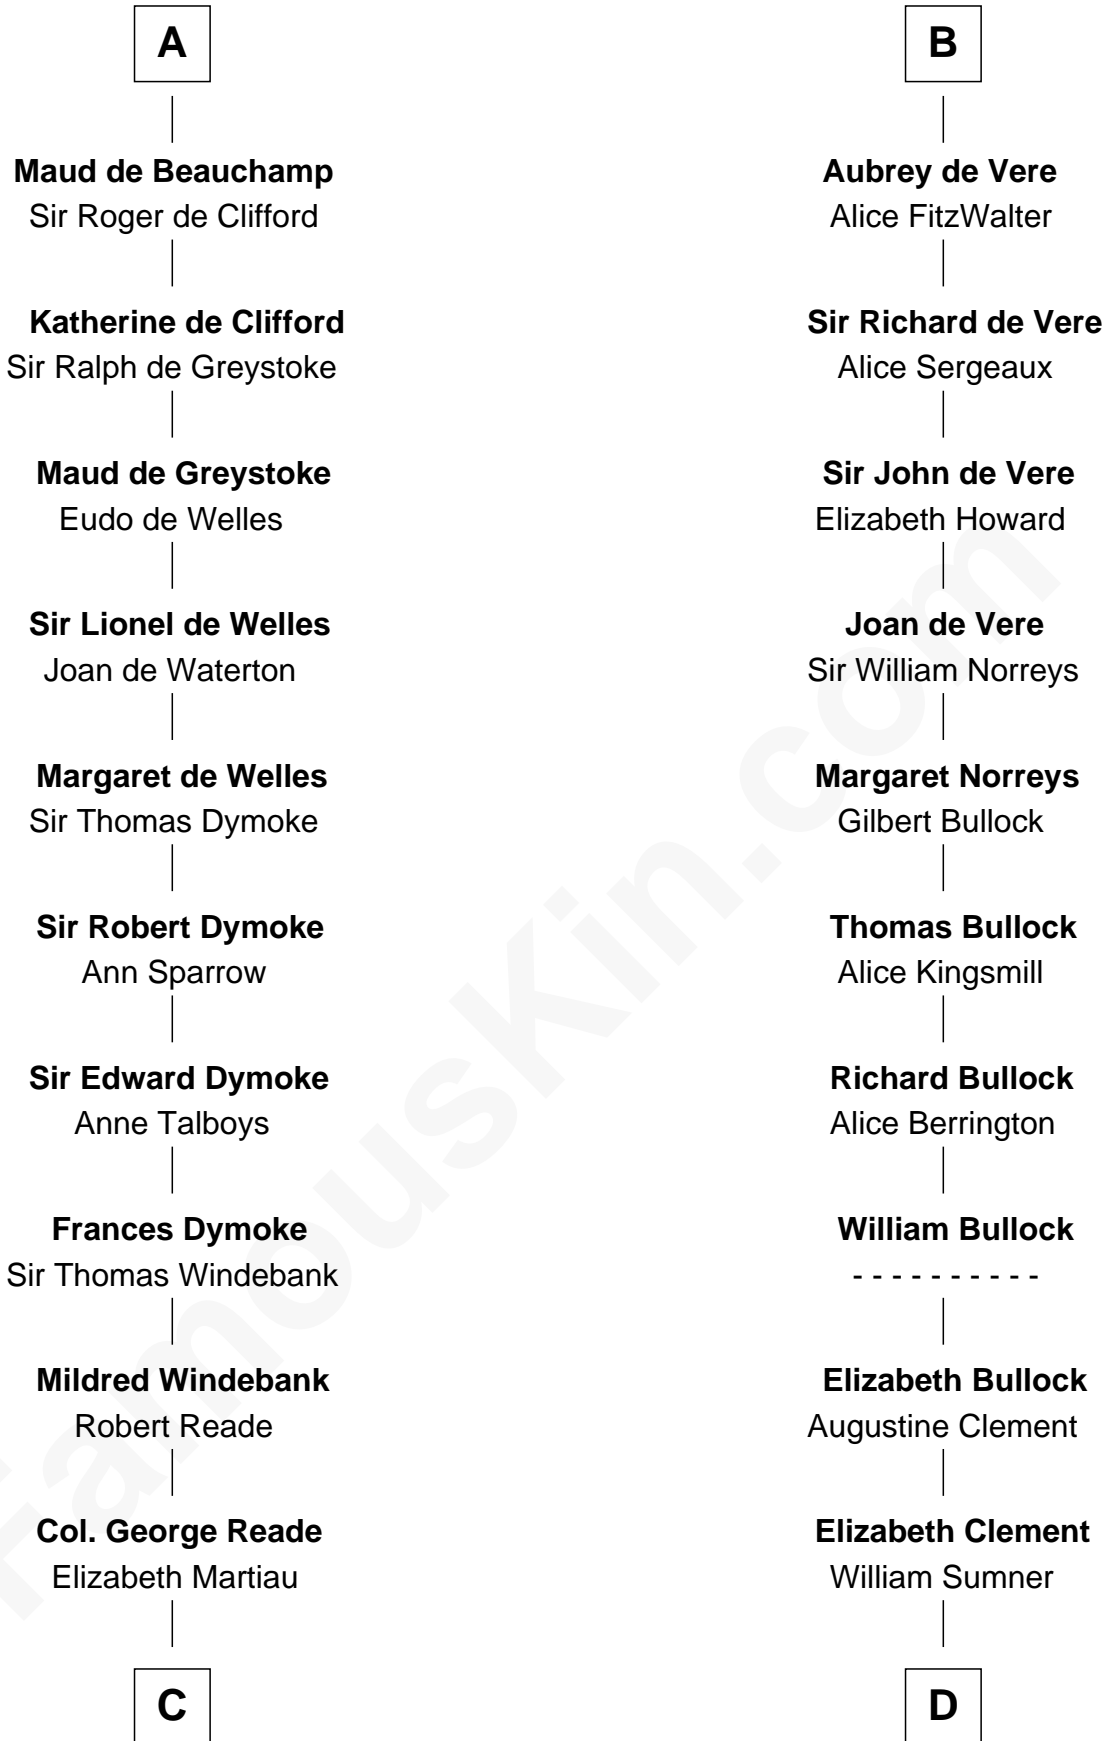 A
Maud de Beauchamp
Sir Roger de Clifford
Katherine de Clifford
Sir Ralph de Greystoke
Maud de Greystoke
Eudo de Welles
Sir Lionel de Welles
Joan de Waterton
Margaret de Welles
Sir Thomas Dymoke
Sir Robert Dymoke
Ann Sparrow
Sir Edward Dymoke
Anne Talboys
Frances Dymoke
Sir Thomas Windebank
Mildred Windebank
Robert Reade
Col. George Reade
Elizabeth Martiau
C
B
Aubrey de Vere
Alice FitzWalter
Sir Richard de Vere
Alice Sergeaux
Sir John de Vere
Elizabeth Howard
Joan de Vere
Sir William Norreys
Margaret Norreys
Gilbert Bullock
Thomas Bullock
Alice Kingsmill
Richard Bullock
Alice Berrington
William Bullock
- - - - - - - - - -
Elizabeth Bullock
Augustine Clement
Elizabeth Clement
William Sumner
D
FamousKin.com